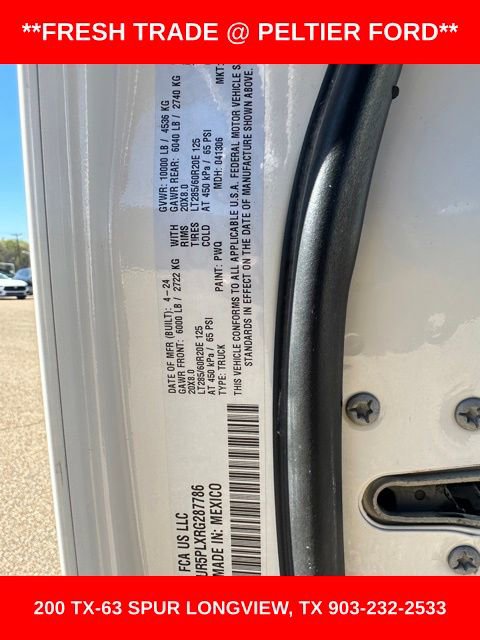 **FRESH TRADE @ PELTIER FORD**
FCA US LLC
UR5PLXRG287786
MADE IN: MEXICO
DATE OF MFR (BUILT): 4-24
GVWR: 10000 LB / 4536 KG
GAWR FRONT: 6000 LB / 2722 KG WITH GAWR REAR: 6040 LB / 2740 KG
20X8.0 RIMS 20X8.0
LT285/60R20E 125 TIRES LT285/60R20E 125
AT 450 kPa / 65 PSI COLD AT 450 kPa / 65 PSI
TYPE: TRUCK PAINT: PWQ MDH: 041306 MKT:
THIS VEHICLE CONFORMS TO ALL APPLICABLE U.S.A. FEDERAL MOTOR VEHICLE
STANDARDS IN EFFECT ON THE DATE OF MANUFACTURE SHOWN ABOVE.
200 TX-63 SPUR LONGVIEW, TX 903-232-2533